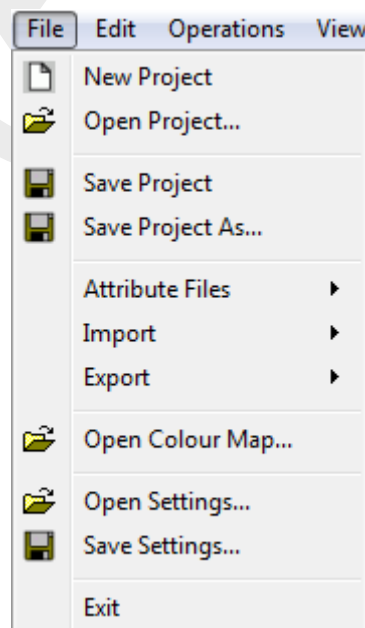 File Edit Operations View
New Project
Open Project...
Save Project
Save Project As...
Attribute Files
Import
Export
Open Colour Map...
Open Settings...
Save Settings...
Exit